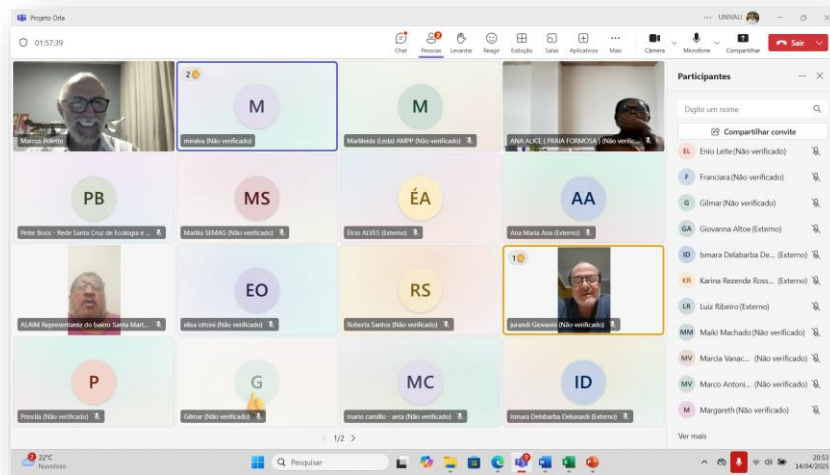 Projeto Orla
UNIVALI
01:57:39
Chat
Pessoas
Levantar
Reagir
Exibição
Salas
Aplicativos
Mais
Câmera
Microfone
Compartilhar
Sair
Marcus Polette
2
M
miralva (Não verificado)
M
Marileida (Leda) AMPP (Não verificado)
ANA ALICE ( PRAIA FORMOSA ) (Não verific...
PB
Peter Boos - Rede Santa Cruz de Ecologia e ...
MS
Marilia SEMAG (Não verificado)
ÉA
Élcio ALVES (Externo)
AA
Ana Maria Ana (Externo)
ALAIM Representante do bairro Santa Mart...
EO
elisa ottoni (Não verificado)
RS
Roberta Santos (Não verificado)
1
jurandi Giovanni (Não verificado)
P
Princila (Não verificado)
G
Gilmar (Não verificado)
MC
mario camillo - aeta (Não verificado)
ID
Ismara Delabarba Delunardi (Externo)
1/2
Participantes
Digite um nome
Compartilhar convite
EL Enio Leite (Não verificado)
F Franciara (Não verificado)
G Gilmar (Não verificado)
GA Giovanna Altoe (Externo)
ID Ismara Delabarba De... (Externo)
KR Karina Rezende Ross... (Externo)
LR Luiz Ribeiro (Externo)
MM Maiki Machado (Não verificado)
MV Marcia Vanac... (Não verificado)
MV Marco Antoni... (Não verificado)
M Margareth (Não verificado)
Ver mais
22°C
Nuvoloso
Pesquisar
20:53
14/04/2025